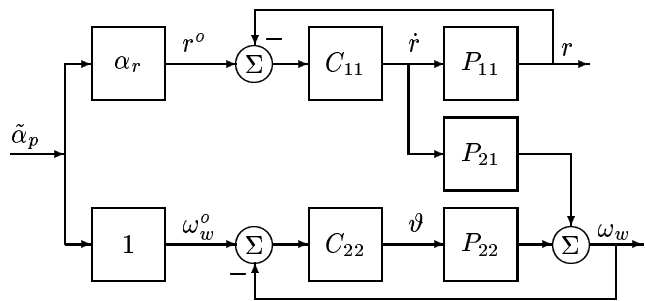 α_r r^o Σ − C_11 ṙ P_11 r
α̃_p P_21
1 ω_w^o Σ − C_22 ϑ P_22 Σ ω_w